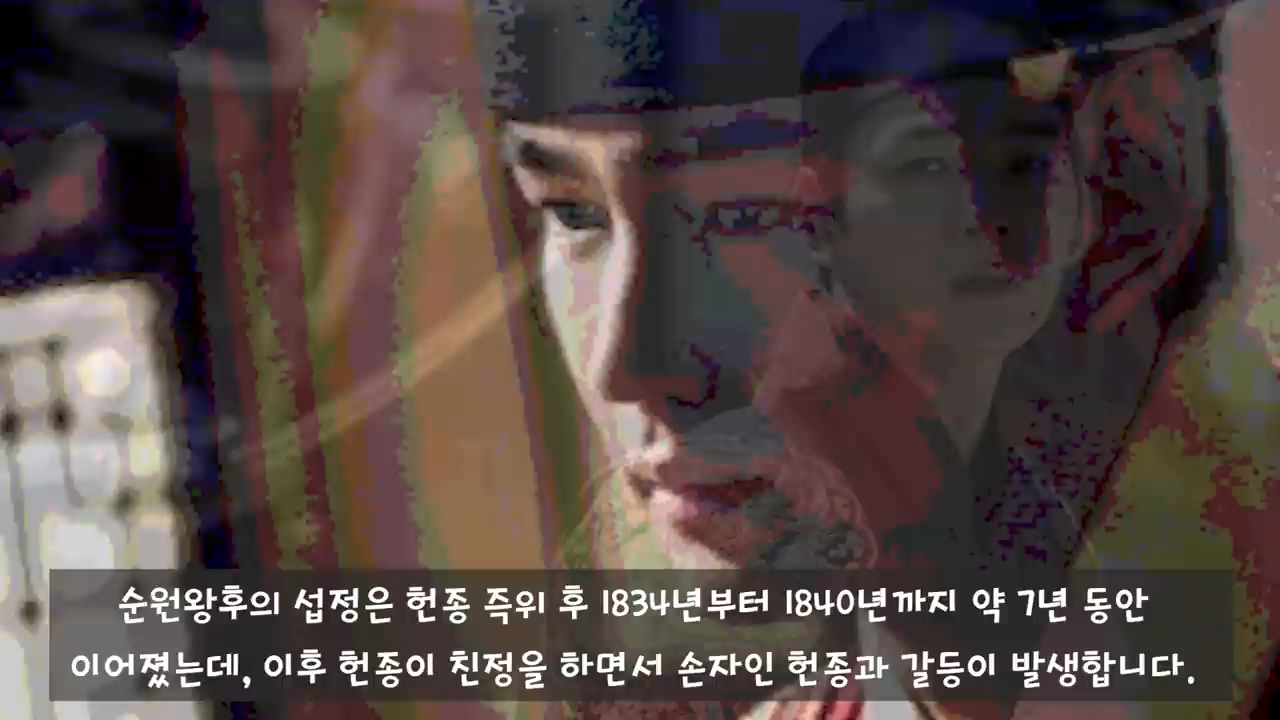 순원왕후의 섭정은 헌종 즉위 후 1834년부터 1840년까지 약 7년 동안
이어졌는데, 이후 헌종이 친정을 하면서 손자인 헌종과 갈등이 발생합니다.